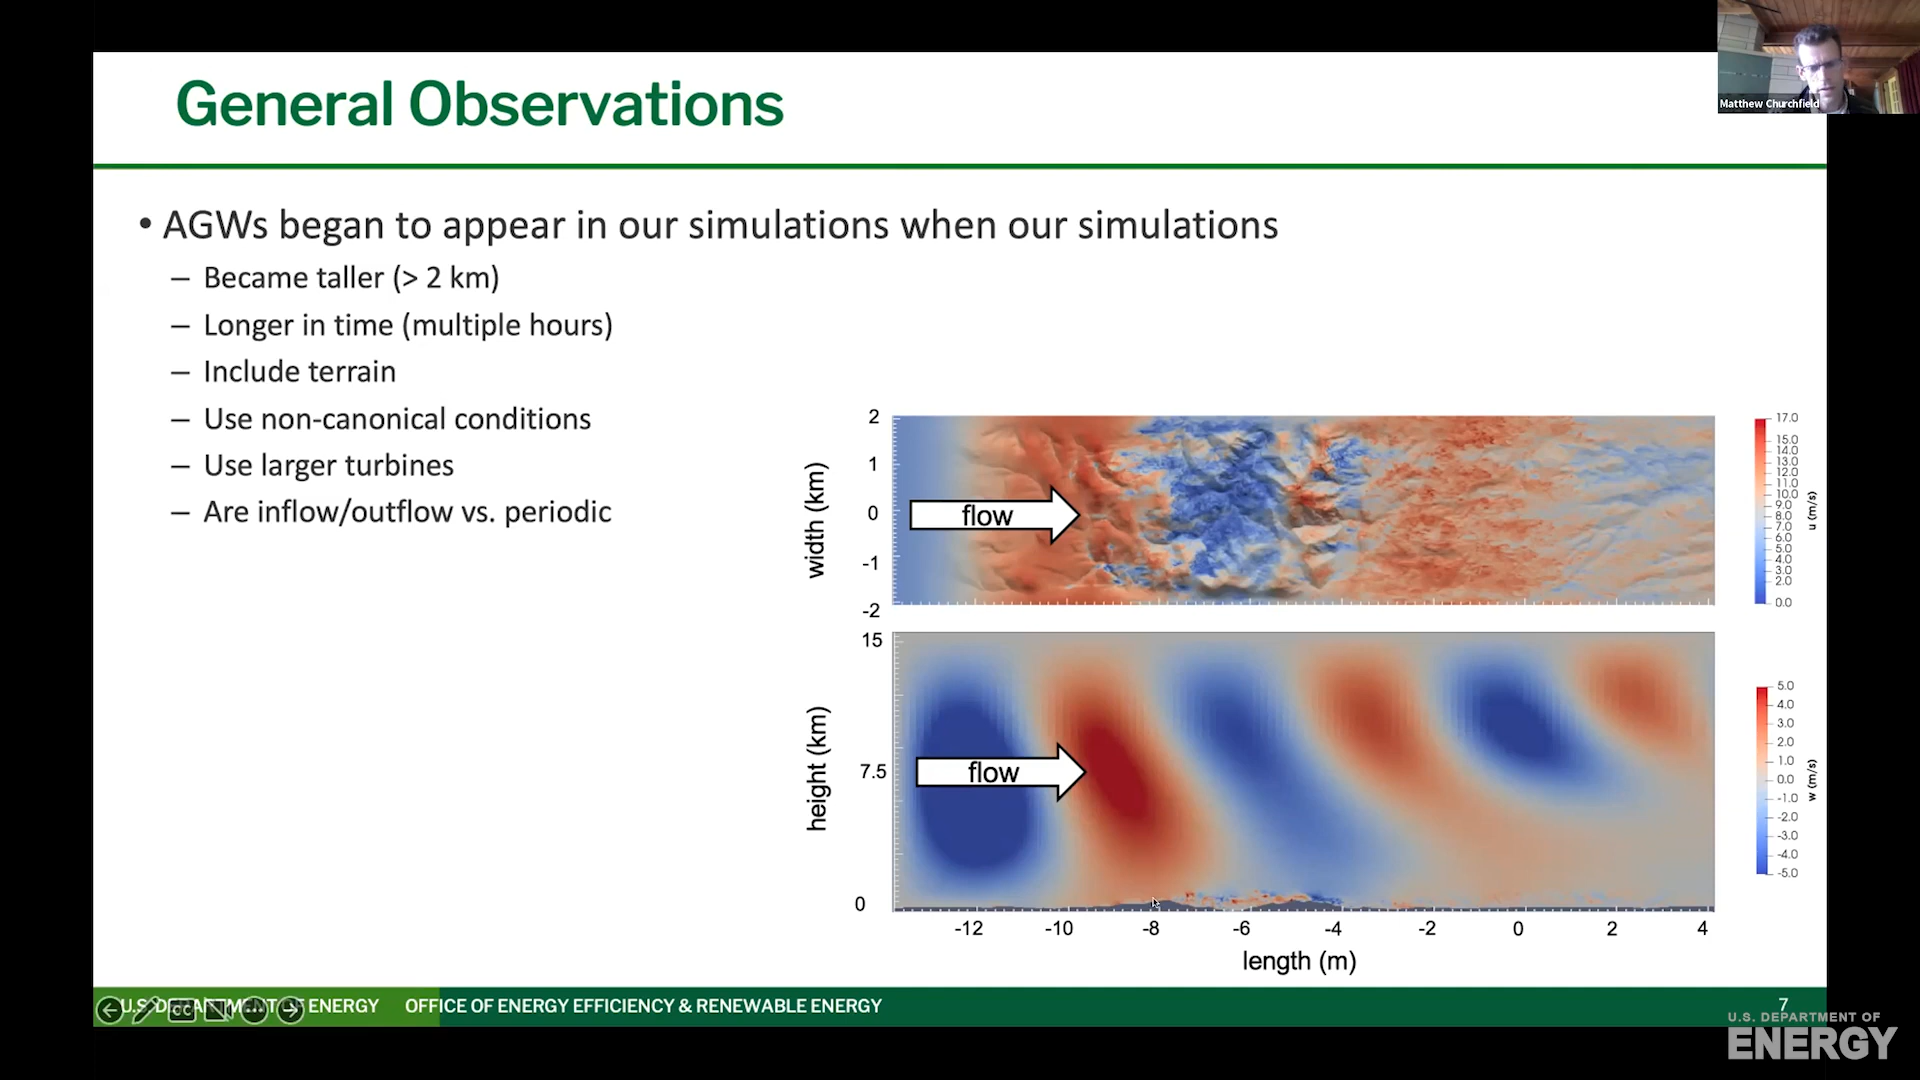 Matthew Churchfield
General Observations
• AGWs began to appear in our simulations when our simulations
– Became taller (> 2 km)
– Longer in time (multiple hours)
– Include terrain
– Use non-canonical conditions
– Use larger turbines
– Are inflow/outflow vs. periodic
width (km)
2
1
0
-1
-2
flow
17.0
15.0
14.0
13.0
12.0
11.0
10.0
9.0
8.0
7.0
6.0
5.0
4.0
3.0
2.0
0.0
u (m/s)
height (km)
15
7.5
0
flow
5.0
4.0
3.0
2.0
1.0
0.0
-1.0
-2.0
-3.0
-4.0
-5.0
w (m/s)
-12 -10 -8 -6 -4 -2 0 2 4
length (m)
U.S. DEPARTMENT OF ENERGY OFFICE OF ENERGY EFFICIENCY & RENEWABLE ENERGY 7
CC
U.S. DEPARTMENT OF
ENERGY